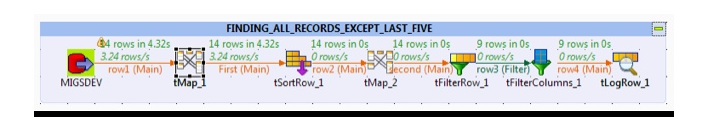 FINDING_ALL_RECORDS_EXCEPT_LAST_FIVE
14 rows in 4.32s 14 rows in 4.32s 14 rows in 0s 14 rows in 0s 9 rows in 0s 9 rows in 0s
3.24 rows/s 3.24 rows/s 0 rows/s 0 rows/s 0 rows/s 0 rows/s
row1 (Main) First (Main) row2 (Main) second (Main) row3 (Filter) row4 (Main)
MIGSDEV tMap_1 tSortRow_1 tMap_2 tFilterRow_1 tFilterColumns_1 tLogRow_1